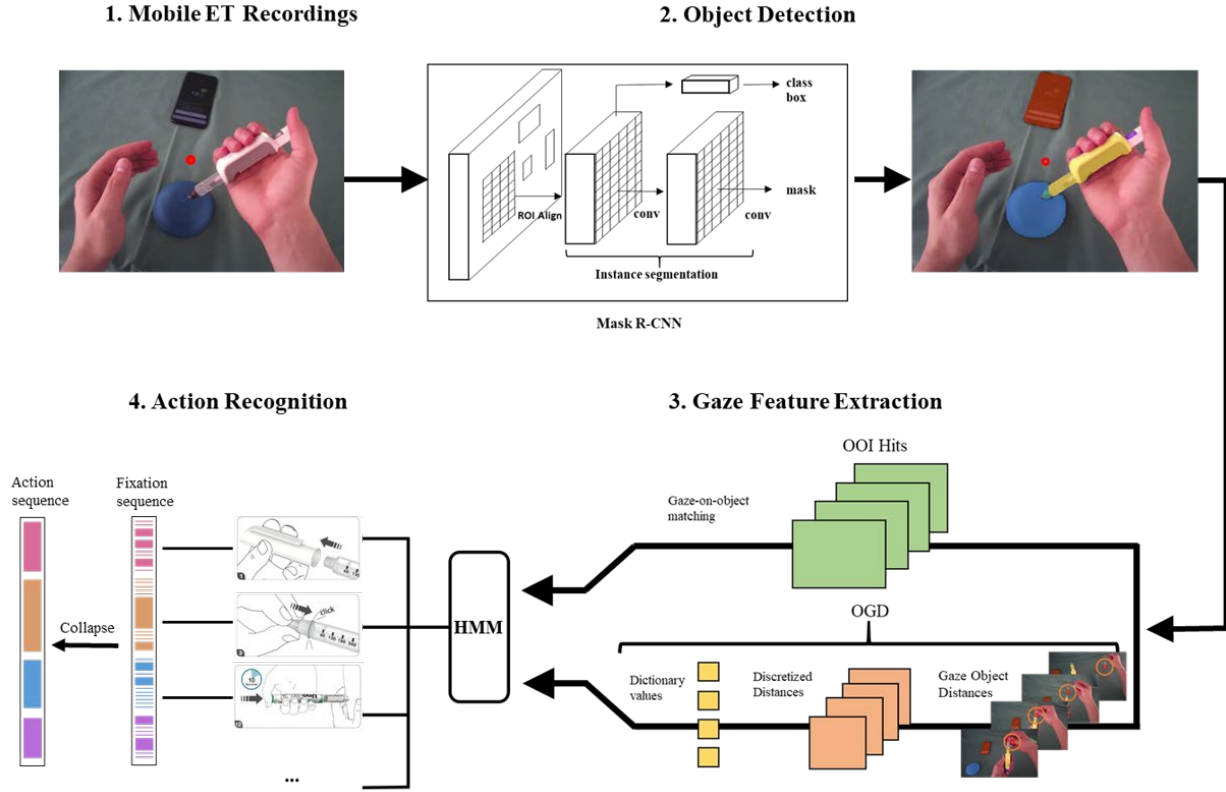 1. Mobile ET Recordings
2. Object Detection
class
box
ROI Align
conv
mask
conv
Instance segmentation
Mask R-CNN
4. Action Recognition
3. Gaze Feature Extraction
OOI Hits
Action
sequence
Fixation
sequence
Gaze-on-object
matching
click
Collapse
HMM
OGD
10
Dictionary
values
Discretized
Distances
Gaze Object
Distances
...